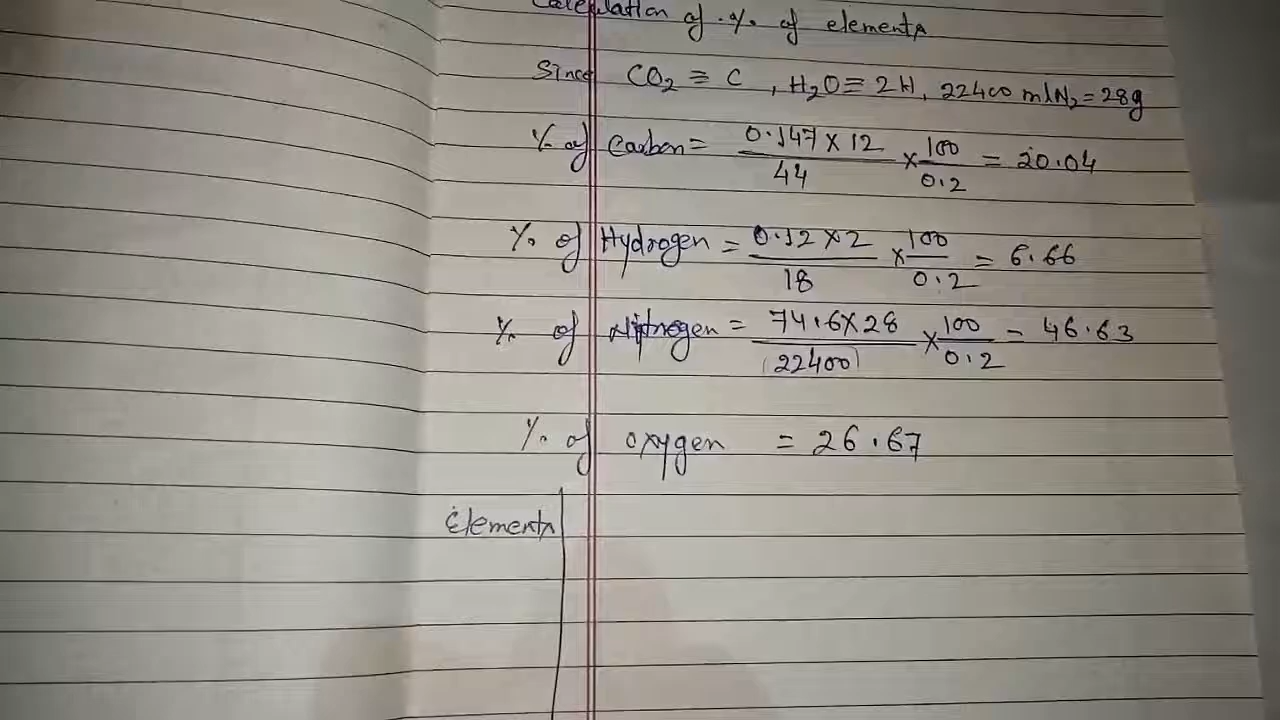 Calculation of % of elements
Since CO₂ ≡ C , H₂O ≡ 2H, 22400 ml N₂ = 28g
% of Carbon = 0.147 × 12 / 44 × 100 / 0.2 = 20.04
% of Hydrogen = 0.12 × 2 / 18 × 100 / 0.2 = 6.66
% of Nitrogen = 74.6 × 28 / 22400 × 100 / 0.2 = 46.63
% of oxygen = 26.67
Elements